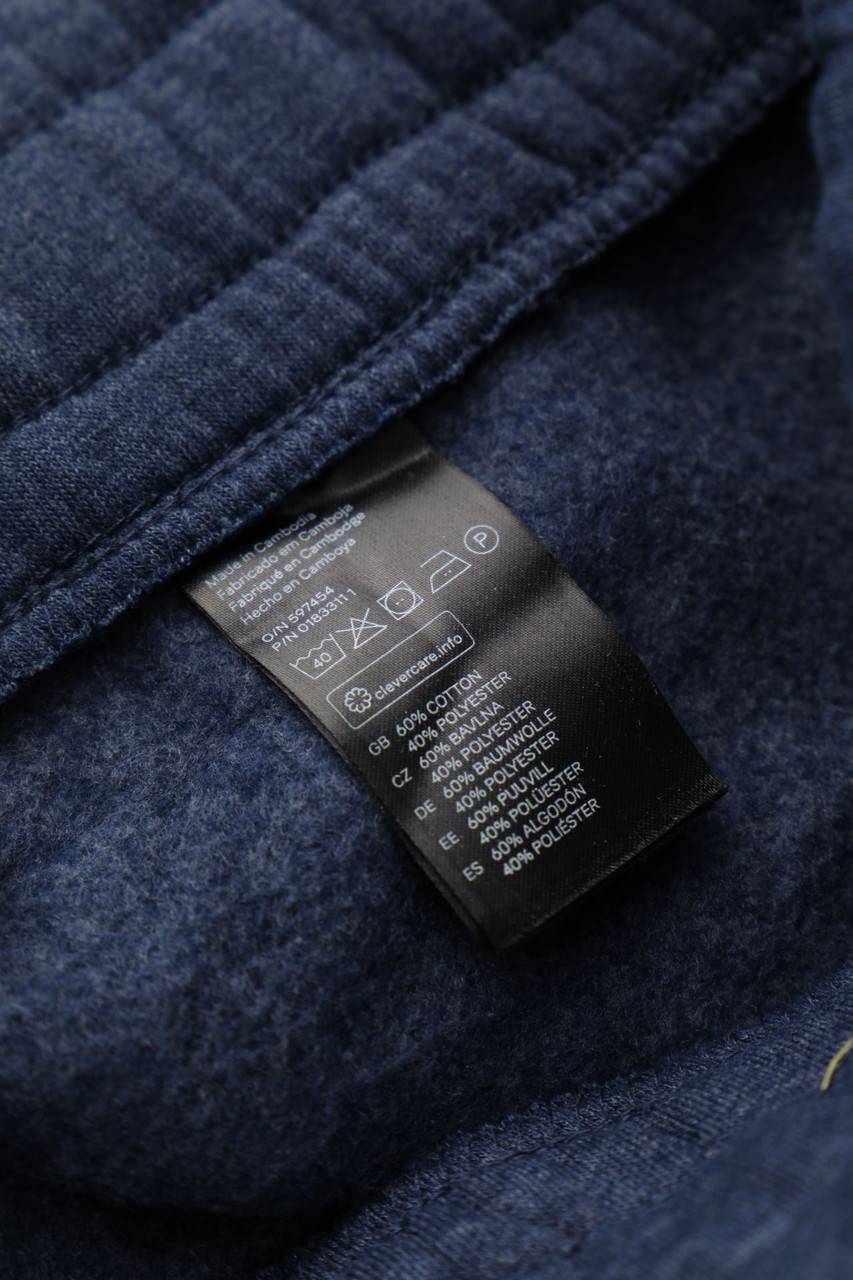 Made in Cambodia
Fabricado em Camboja
Fabriqué en Cambodge
Hecho en Camboya
O/N 597454
P/N 0183311-1
40
P
clevercare.info
GB 60% COTTON
40% POLYESTER
CZ 60% BAVLNA
40% POLYESTER
DE 60% BAUMWOLLE
40% POLYESTER
EE 60% PUUVILL
40% POLÜESTER
ES 60% ALGODÓN
40% POLIÉSTER